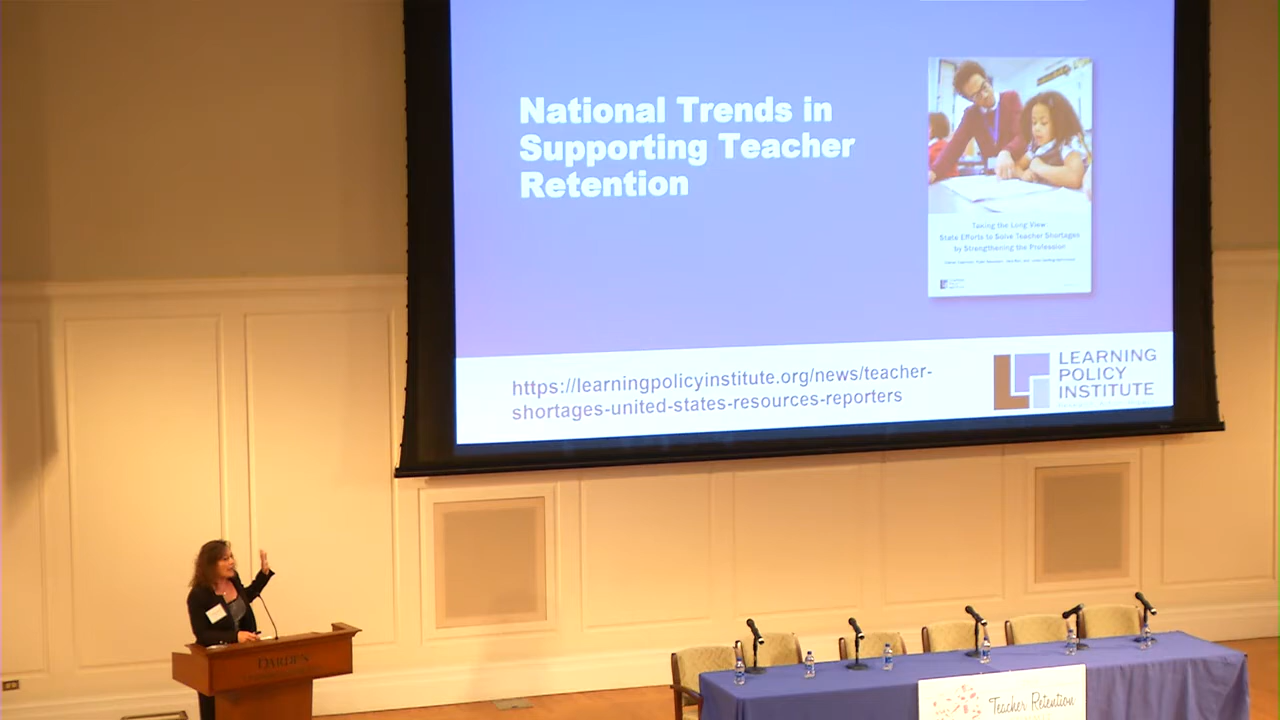 National Trends in
Supporting Teacher
Retention
Taking the Long View
State Efforts to Solve Teacher Shortages
by Strengthening the Profession
https://learningpolicyinstitute.org/news/teacher-
shortages-united-states-resources-reporters
LEARNING
POLICY
INSTITUTE
DARDEN
Teacher Retention